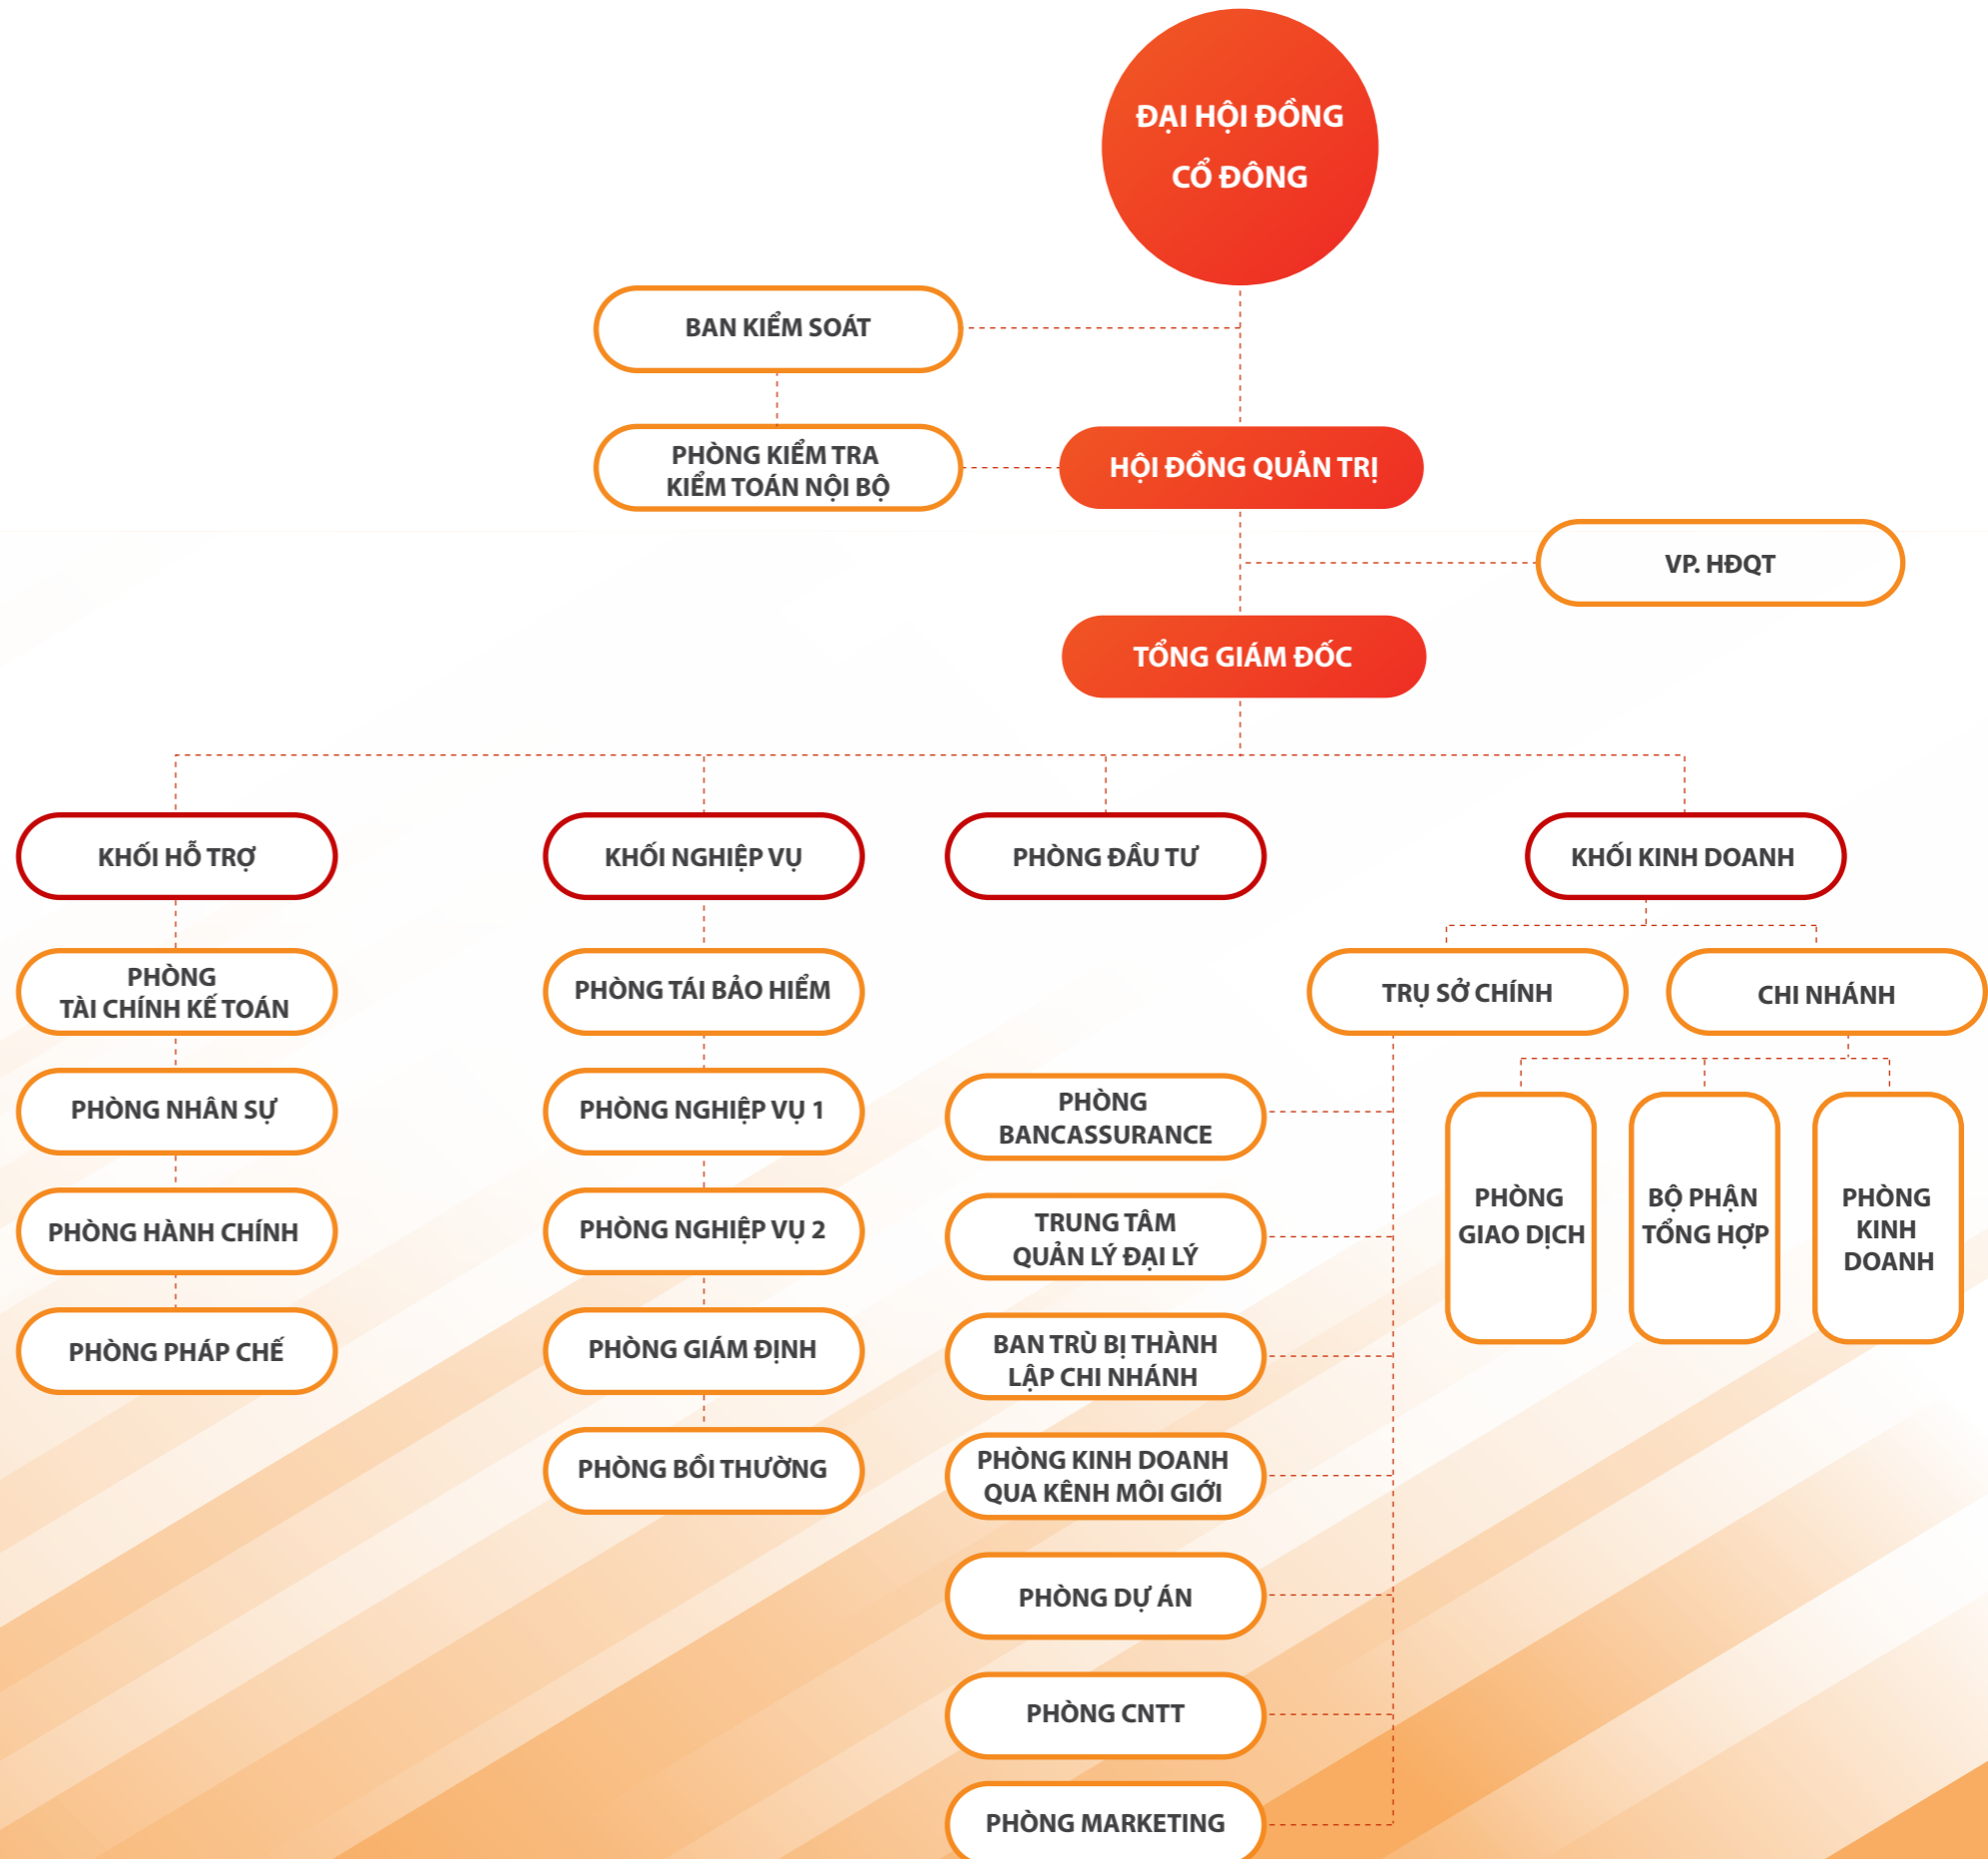 ĐẠI HỘI ĐỒNG
CỔ ĐÔNG
BAN KIỂM SOÁT
PHÒNG KIỂM TRA
KIỂM TOÁN NỘI BỘ
HỘI ĐỒNG QUẢN TRỊ
VP. HĐQT
TỔNG GIÁM ĐỐC
KHỐI HỖ TRỢ
KHỐI NGHIỆP VỤ
PHÒNG ĐẦU TƯ
KHỐI KINH DOANH
PHÒNG
TÀI CHÍNH KẾ TOÁN
PHÒNG NHÂN SỰ
PHÒNG HÀNH CHÍNH
PHÒNG PHÁP CHẾ
PHÒNG TÁI BẢO HIỂM
PHÒNG NGHIỆP VỤ 1
PHÒNG NGHIỆP VỤ 2
PHÒNG GIÁM ĐỊNH
PHÒNG BỒI THƯỜNG
TRỤ SỞ CHÍNH
CHI NHÁNH
PHÒNG
BANCASSURANCE
TRUNG TÂM
QUẢN LÝ ĐẠI LÝ
BAN TRÙ BỊ THÀNH
LẬP CHI NHÁNH
PHÒNG KINH DOANH
QUA KÊNH MÔI GIỚI
PHÒNG DỰ ÁN
PHÒNG CNTT
PHÒNG MARKETING
PHÒNG
GIAO DỊCH
BỘ PHẬN
TỔNG HỢP
PHÒNG
KINH
DOANH